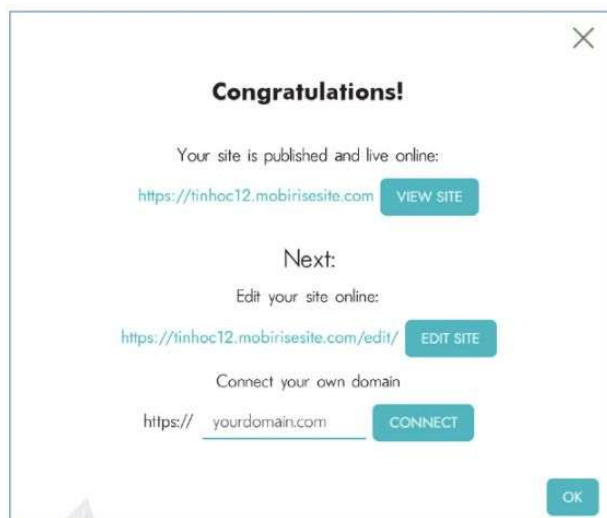 Congratulations!
Your site is published and live online:
https://tinhoc12.mobirisesite.com VIEW SITE
Next:
Edit your site online:
https://tinhoc12.mobirisesite.com/edit/ EDIT SITE
Connect your own domain
https:// yourdomain.com CONNECT
OK